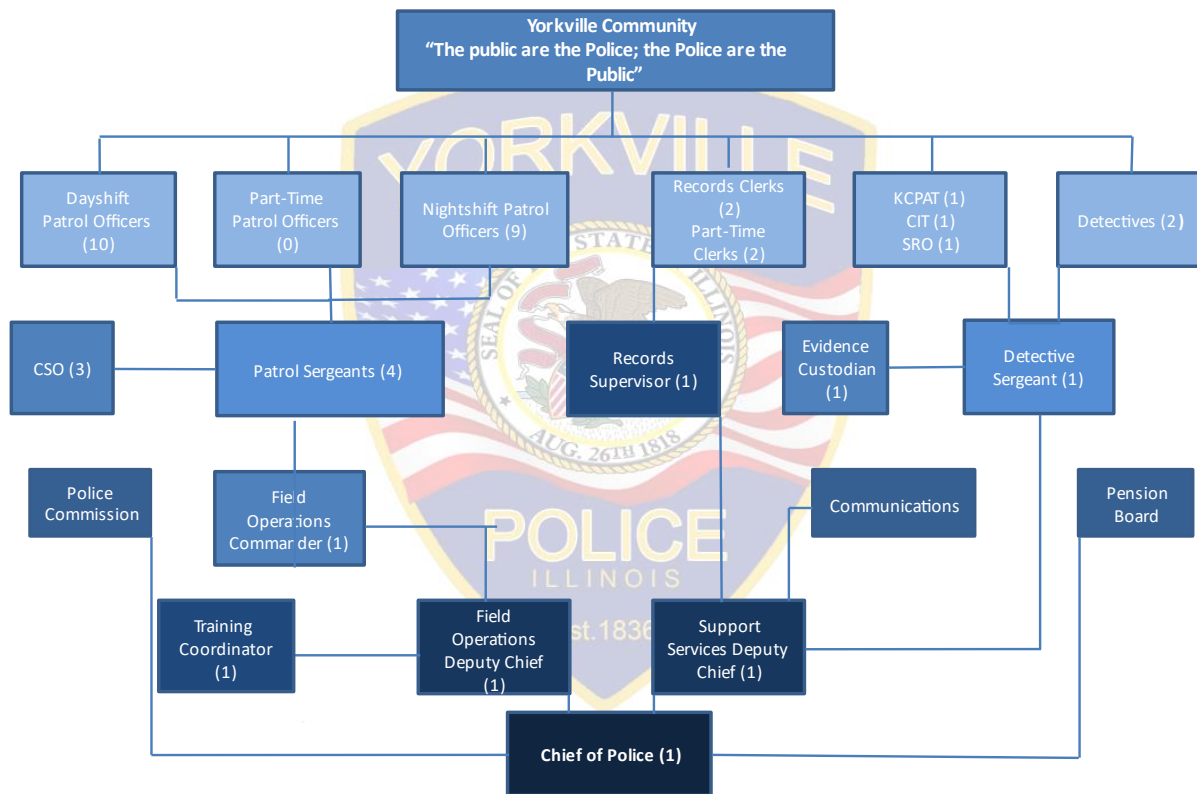 Yorkville Community
“The public are the Police; the Police are the
Public”
YORKVILLE
Dayshift
Patrol Officers
(10)
Part-Time
Patrol Officers
(0)
Nightshift Patrol
Officers (9)
Records Clerks
(2)
Part-Time
Clerks (2)
KCPAT (1)
CIT (1)
SRO (1)
Detectives (2)
SEAL OF STATE ILLINOIS
CSO (3)
Patrol Sergeants (4)
Records
Supervisor (1)
Evidence
Custodian
(1)
Detective
Sergeant (1)
AUG. 26TH 1818
Police
Commission
Field
Operations
Commander (1)
Communications
Pension
Board
POLICE
ILLINOIS
Training
Coordinator
(1)
Field
Operations
Deputy Chief
(1)
st.1836
Support
Services Deputy
Chief (1)
Chief of Police (1)